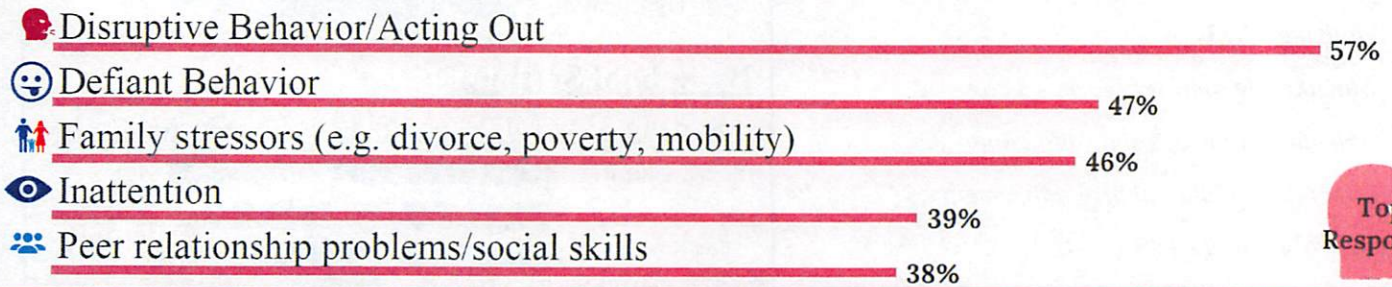 Disruptive Behavior/Acting Out
57%
Defiant Behavior
47%
Family stressors (e.g. divorce, poverty, mobility)
46%
Inattention
39%
Peer relationship problems/social skills
38%